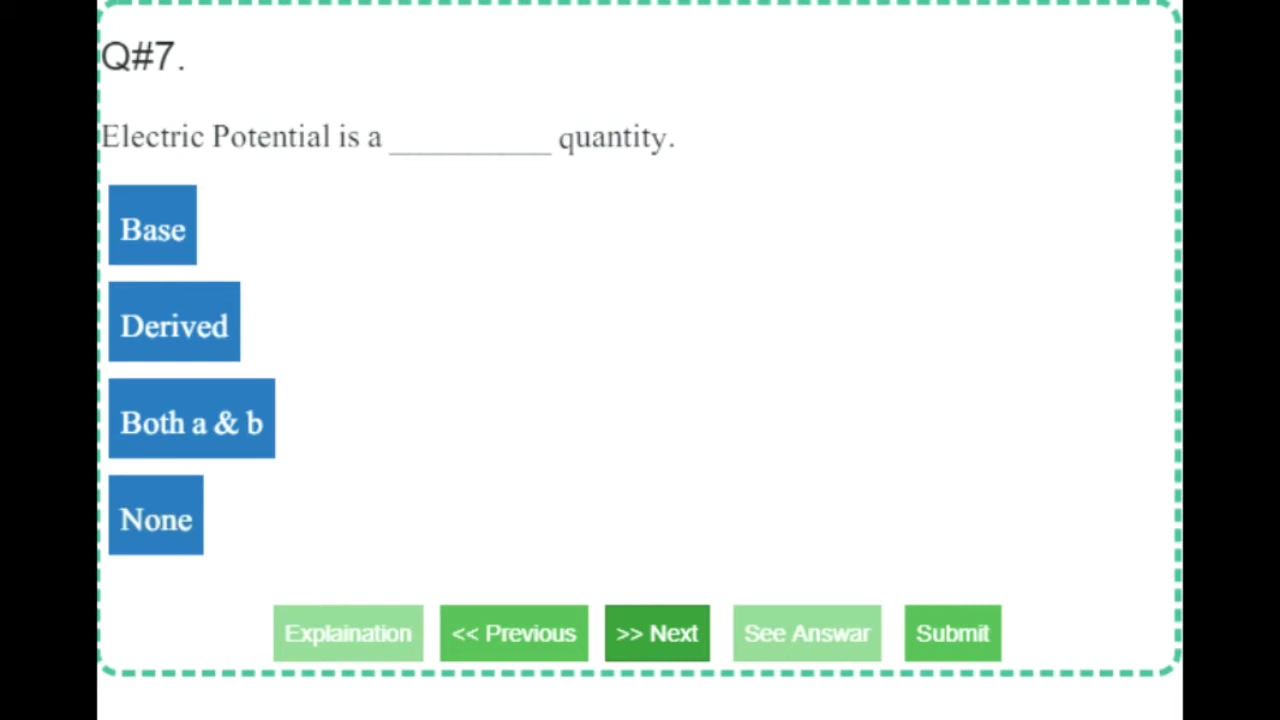 Q#7.
Electric Potential is a __________ quantity.
Base
Derived
Both a & b
None
Explaination << Previous >> Next See Answar Submit